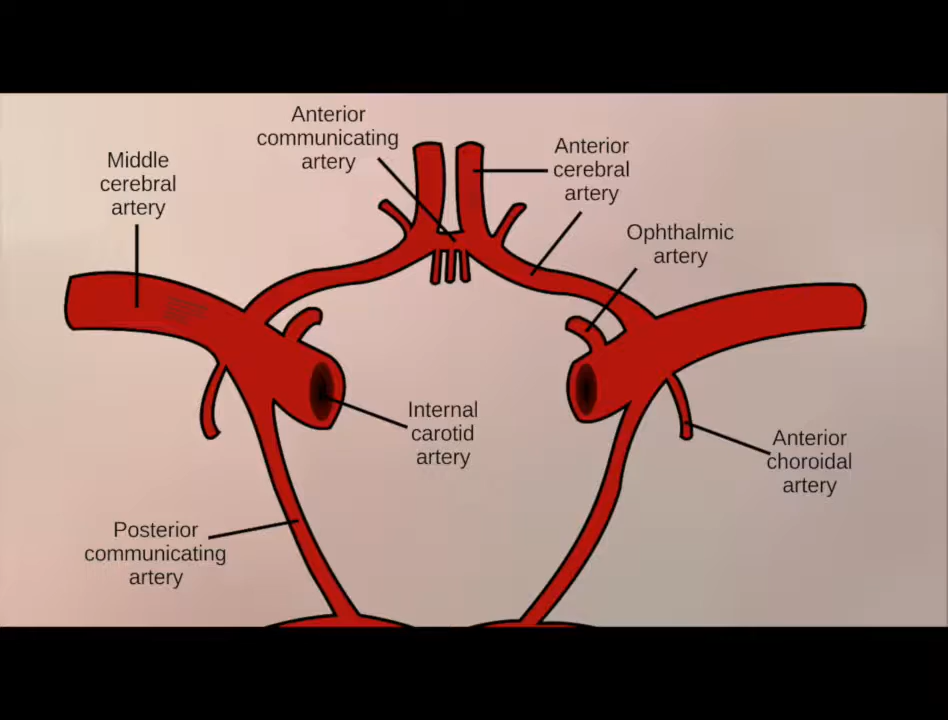 Anterior
communicating
artery
Middle
cerebral
artery
Anterior
cerebral
artery
Ophthalmic
artery
Internal
carotid
artery
Anterior
choroidal
artery
Posterior
communicating
artery